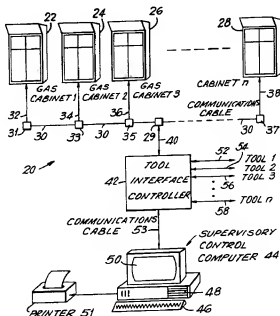 22
24
26
28
GAS CABINET 1
GAS CABINET 2
GAS CABINET 3
CABINET n
COMMUNICATIONS CABLE
32
34
36
38
31
30
33
30
35
29
30
37
20
40
42
TOOL INTERFACE CONTROLLER
52
TOOL 1
54
TOOL 2
TOOL 3
56
58
TOOL n
COMMUNICATIONS CABLE
53
SUPERVISORY CONTROL COMPUTER 44
50
48
46
PRINTER 51